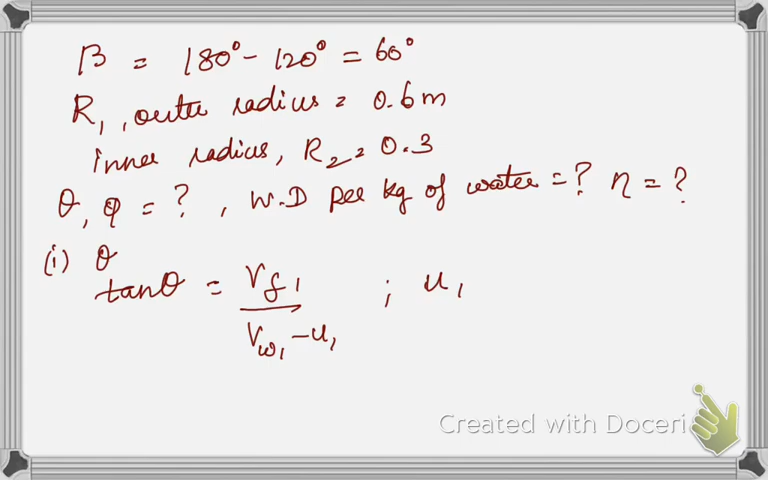 β = 180° - 120° = 60°
R₁, outer radius = 0.6m
inner radius, R₂ = 0.3
θ, φ = ? , W.D per kg of water = ? η = ?
(i) θ
tanθ = Vf₁ / Vw₁ - u₁ ; u₁
Created with Doceri